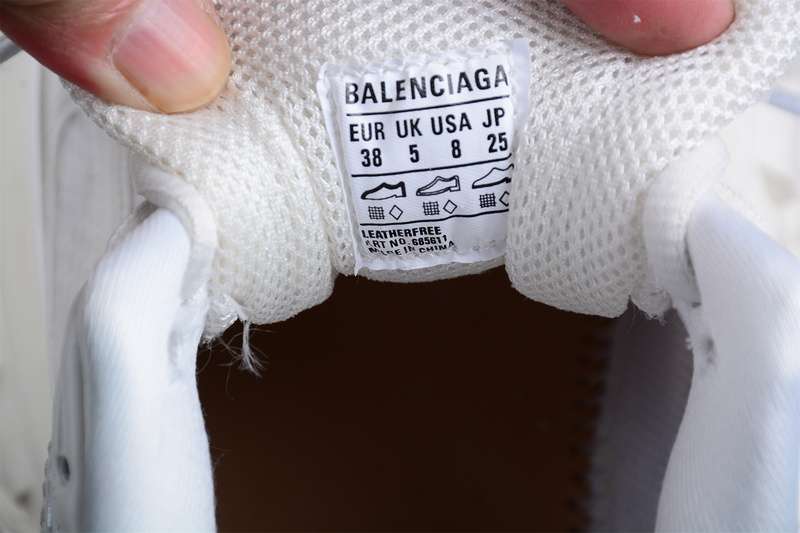 BALENCIAGA
EUR UK USA JP
38 5 8 25
LEATHERFREE
ART NO. 685611
MADE IN CHINA